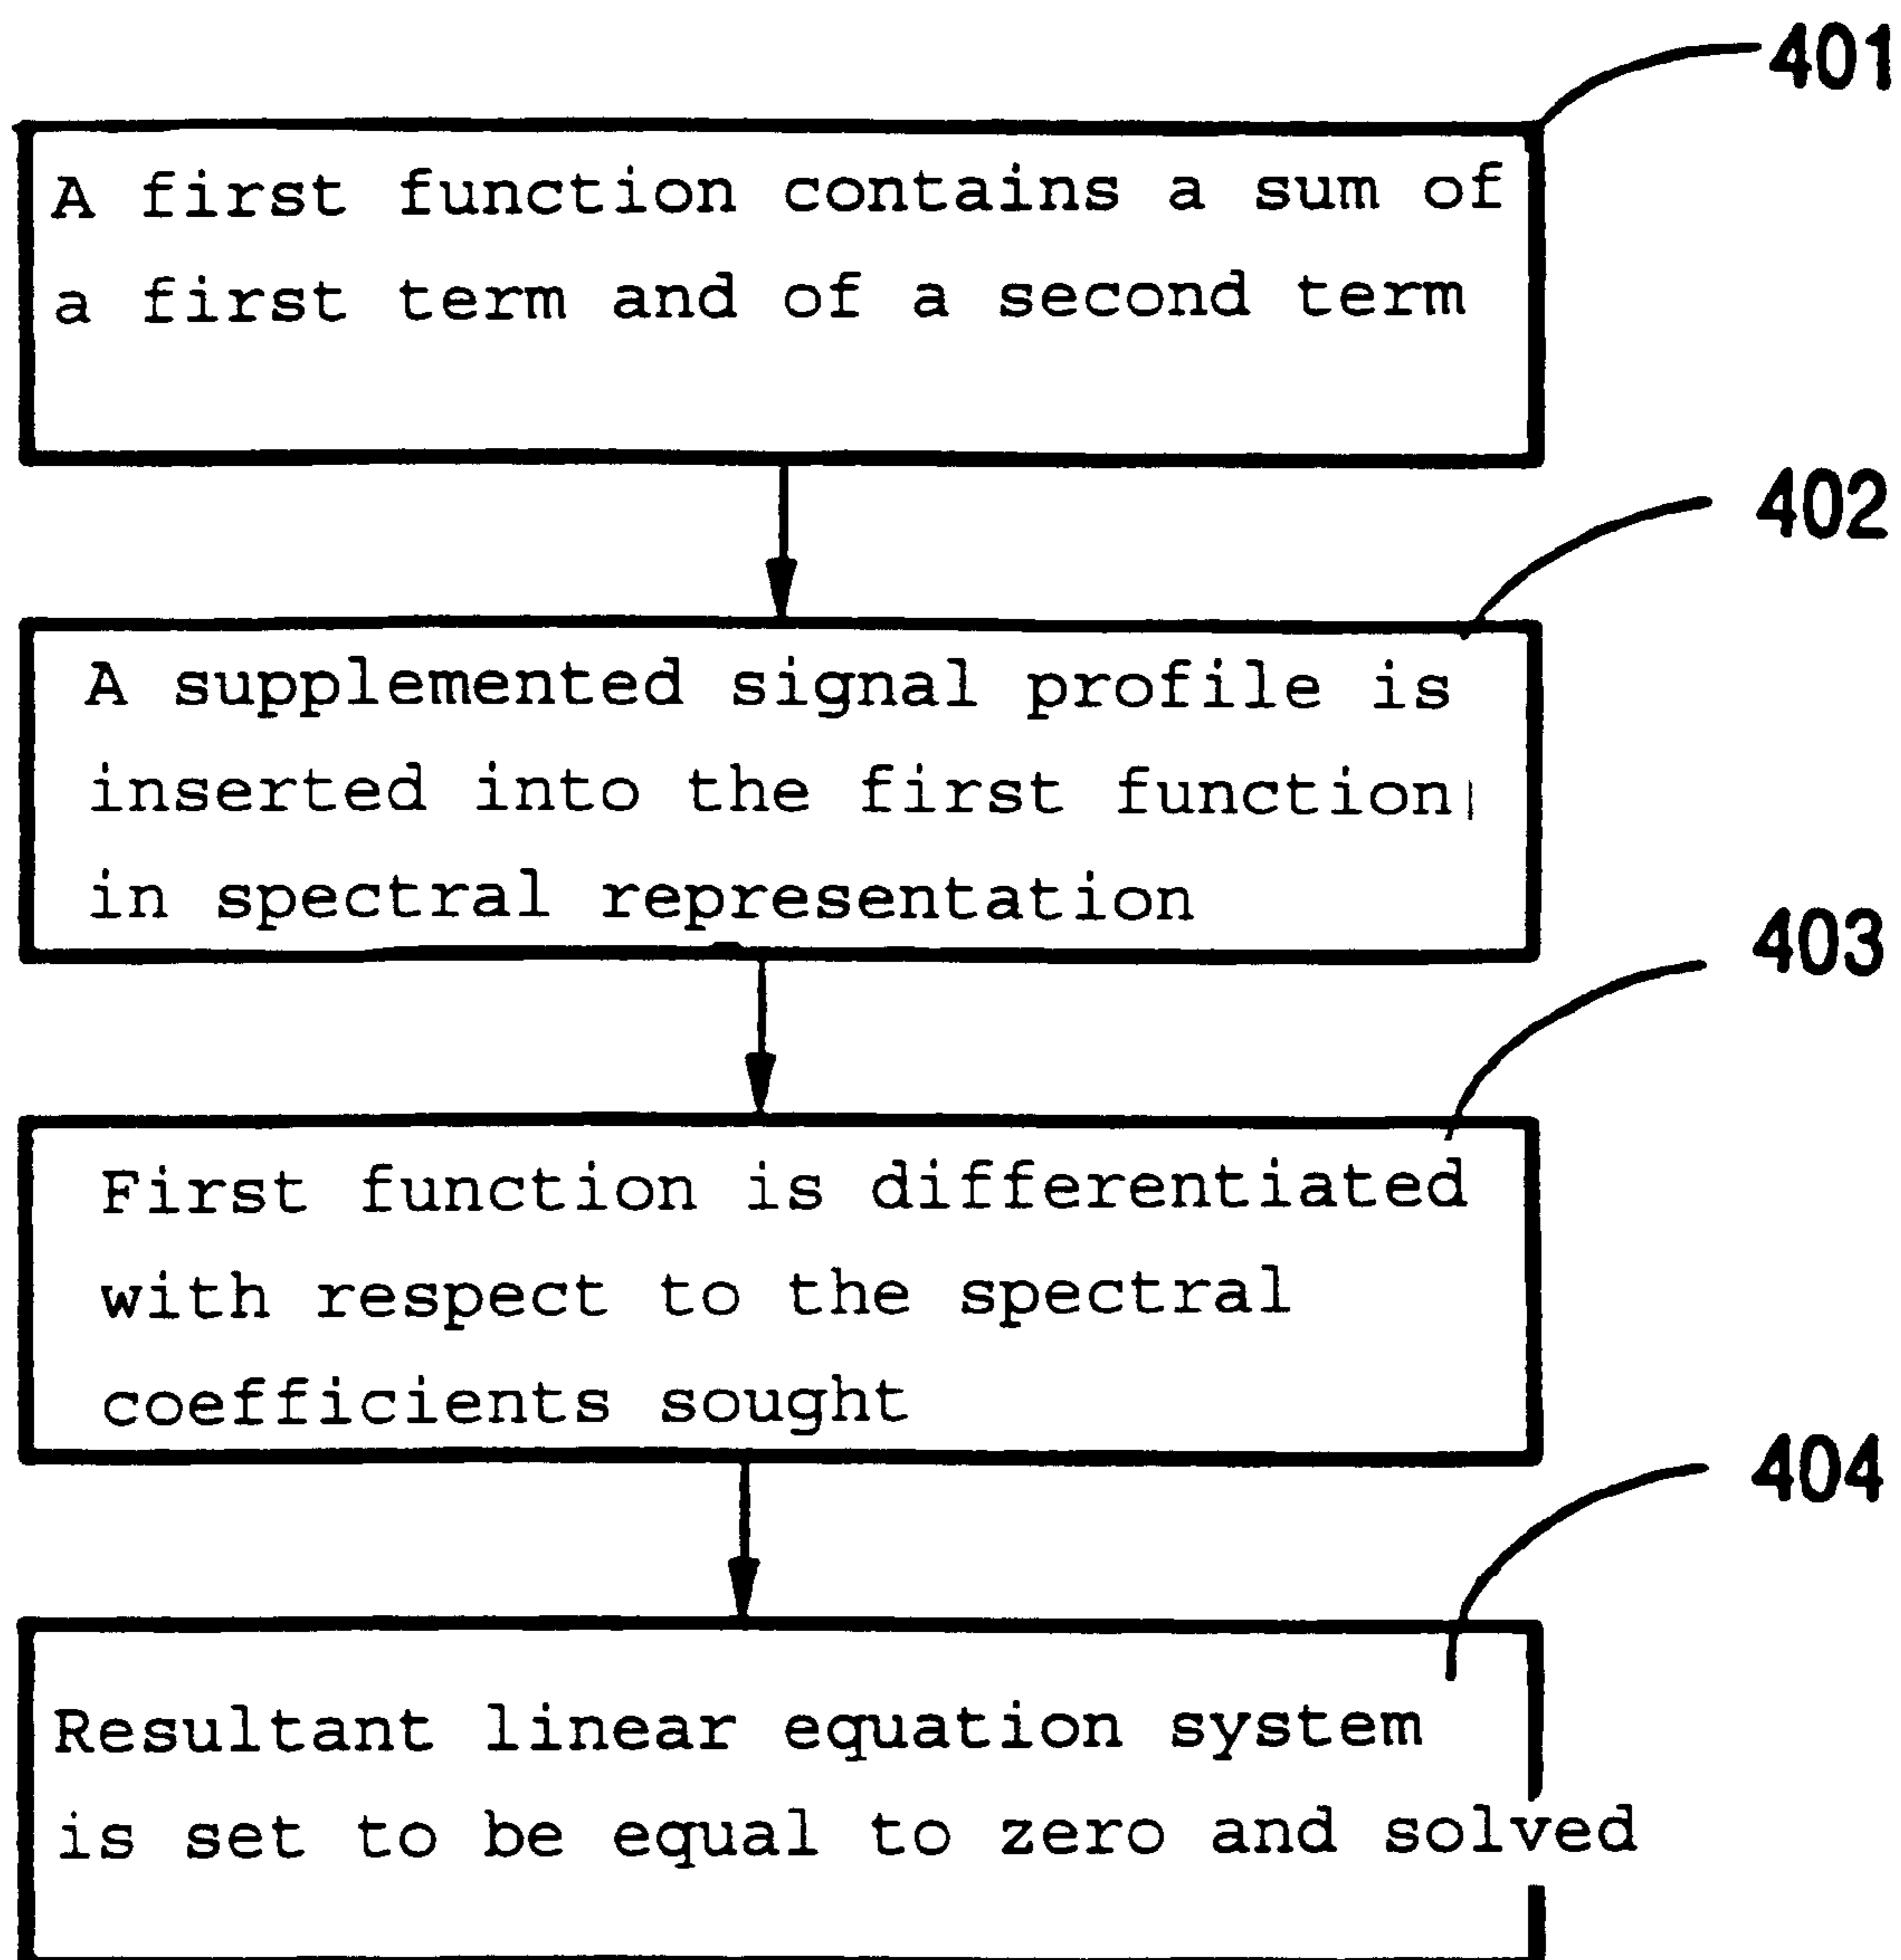 401
A first function contains a sum of
a first term and of a second term
402
A supplemented signal profile is
inserted into the first function
in spectral representation
403
First function is differentiated
with respect to the spectral
coefficients sought
404
Resultant linear equation system
is set to be equal to zero and solved